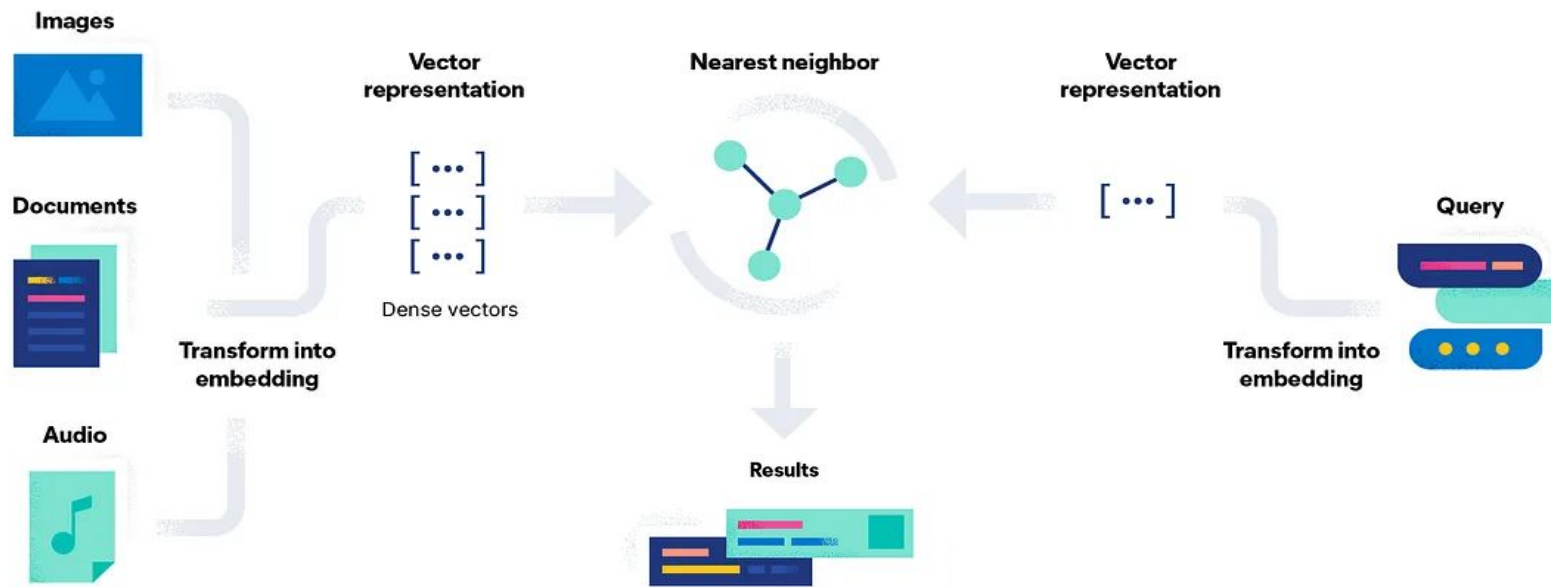 Images
Vector
representation
Nearest neighbor
Vector
representation
[ ••• ]
[ ••• ]
[ ••• ]
[ ••• ]
Documents
Query
Dense vectors
Transform into
embedding
Transform into
embedding
Audio
Results